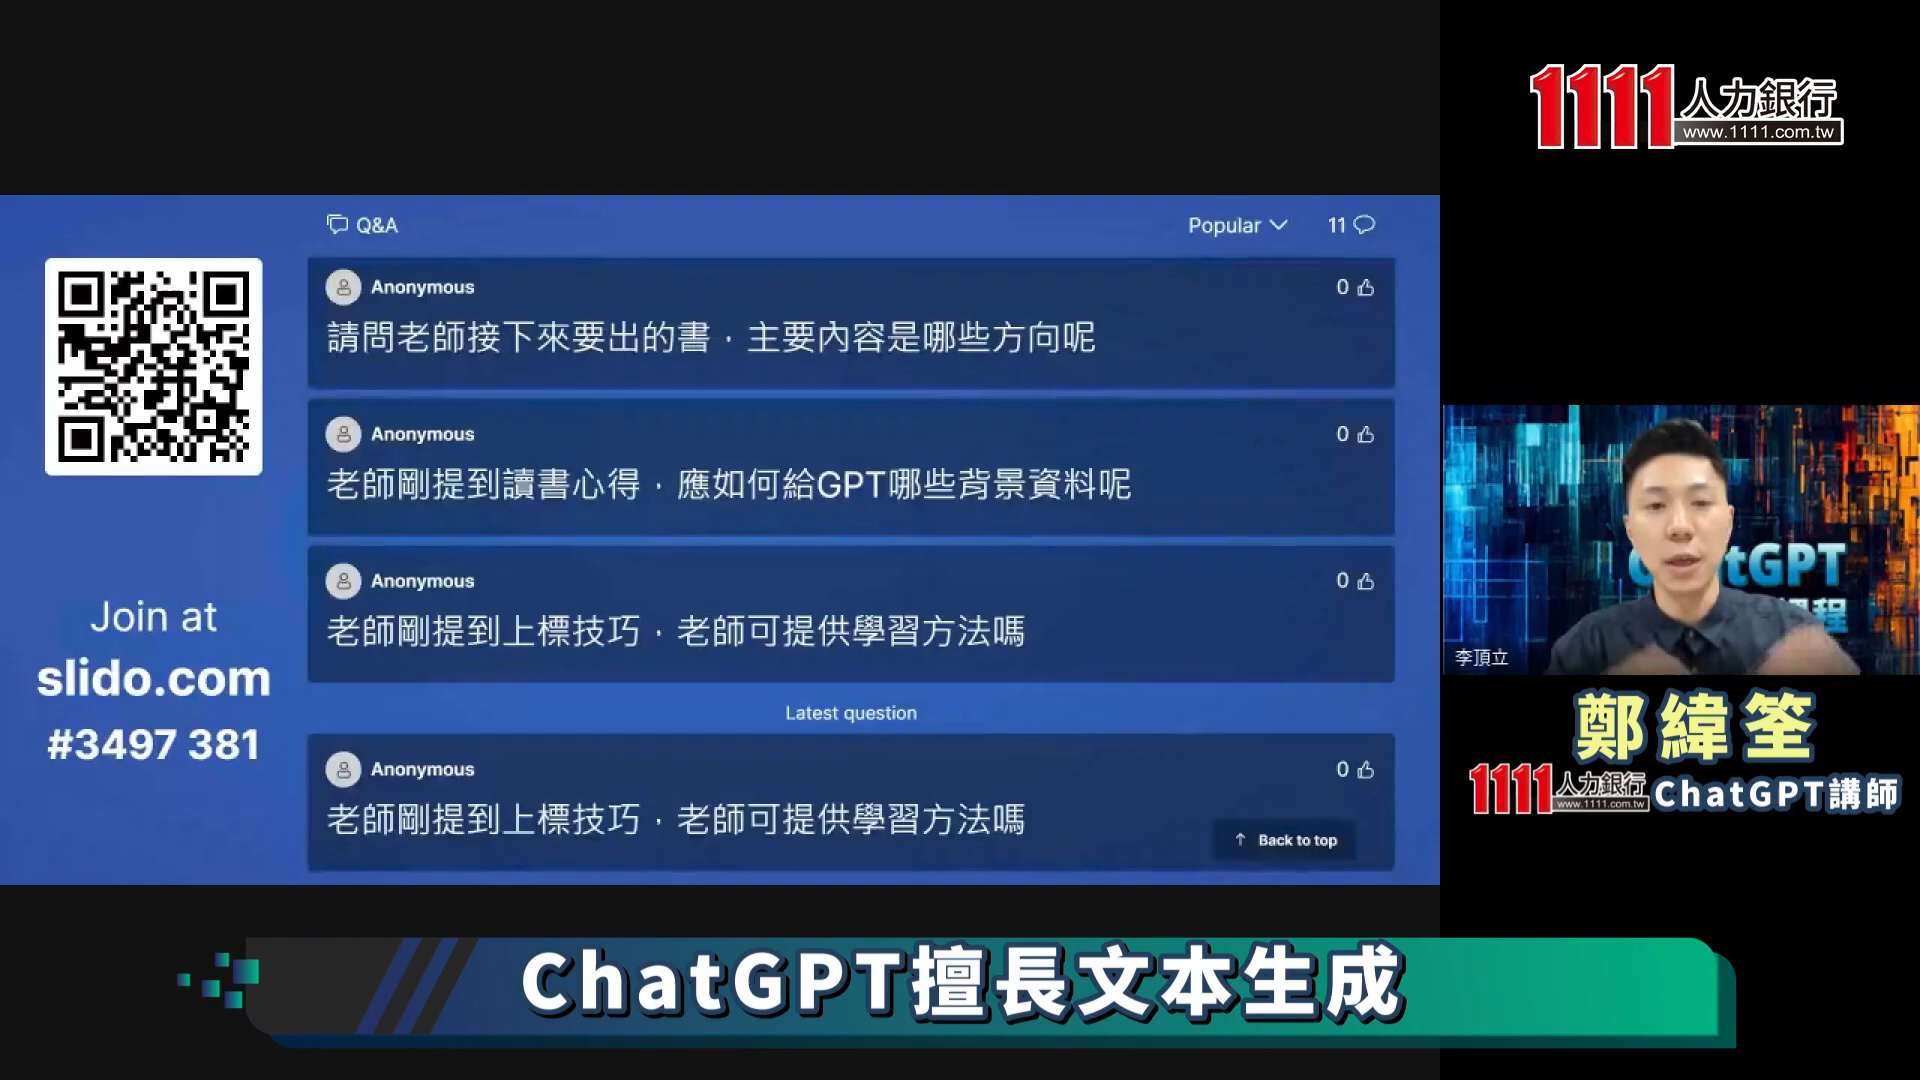 Q&A
Popular
11
Anonymous
0
請問老師接下來要出的書，主要內容是哪些方向呢
Anonymous
0
老師剛提到讀書心得，應如何給GPT哪些背景資料呢
Anonymous
0
老師剛提到上標技巧，老師可提供學習方法嗎
Latest question
Anonymous
0
老師剛提到上標技巧，老師可提供學習方法嗎
Back to top
Join at
slido.com
#3497 381
1111人力銀行
www.1111.com.tw
李頂立
鄭緯筌
1111人力銀行
www.1111.com.tw
ChatGPT講師
ChatGPT擅長文本生成